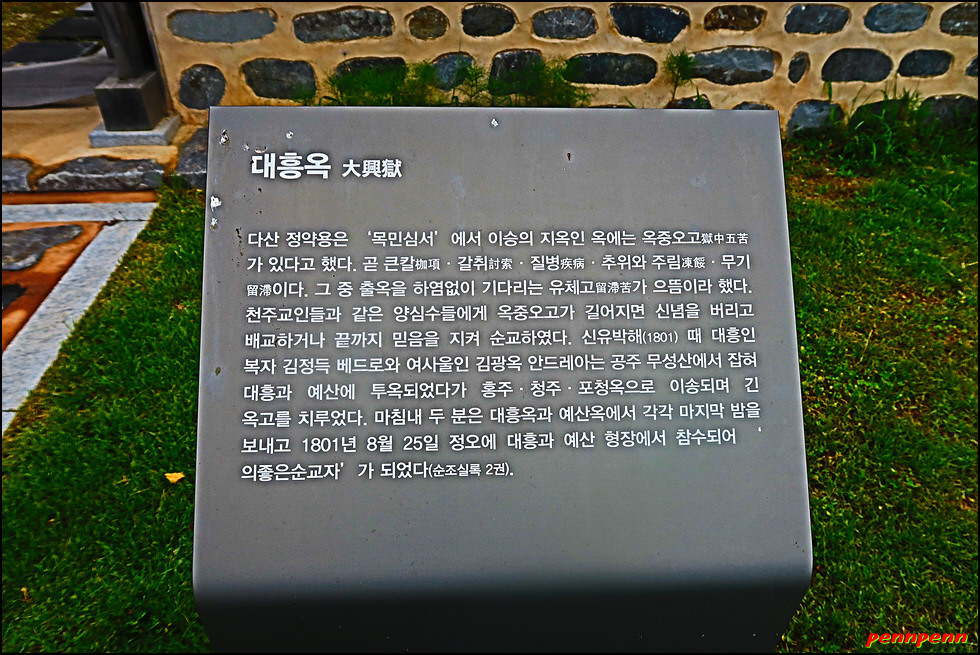 대흥옥 大興獄
다산 정약용은 ‘목민심서’에서 이승의 지옥인 옥에는 옥중오고獄中五苦
가 있다고 했다. 곧 큰칼枷項·갈취討索·질병疾病·추위와 주림凍餒·무기
留滯이다. 그 중 출옥을 하염없이 기다리는 유체고留滯苦가 으뜸이라 했다.
천주교인들과 같은 양심수들에게 옥중오고가 길어지면 신념을 버리고
배교하거나 끝까지 믿음을 지켜 순교하였다. 신유박해(1801) 때 대흥인
복자 김정득 베드로와 여사울인 김광옥 안드레아는 공주 무성산에서 잡혀
대흥과 예산에 투옥되었다가 홍주·청주·포청옥으로 이송되며 긴
옥고를 치루었다. 마침내 두 분은 대흥옥과 예산옥에서 각각 마지막 밤을
보내고 1801년 8월 25일 정오에 대흥과 예산 형장에서 참수되어 ‘
의좋은순교자’가 되었다(순조실록 2권).
pennpenn